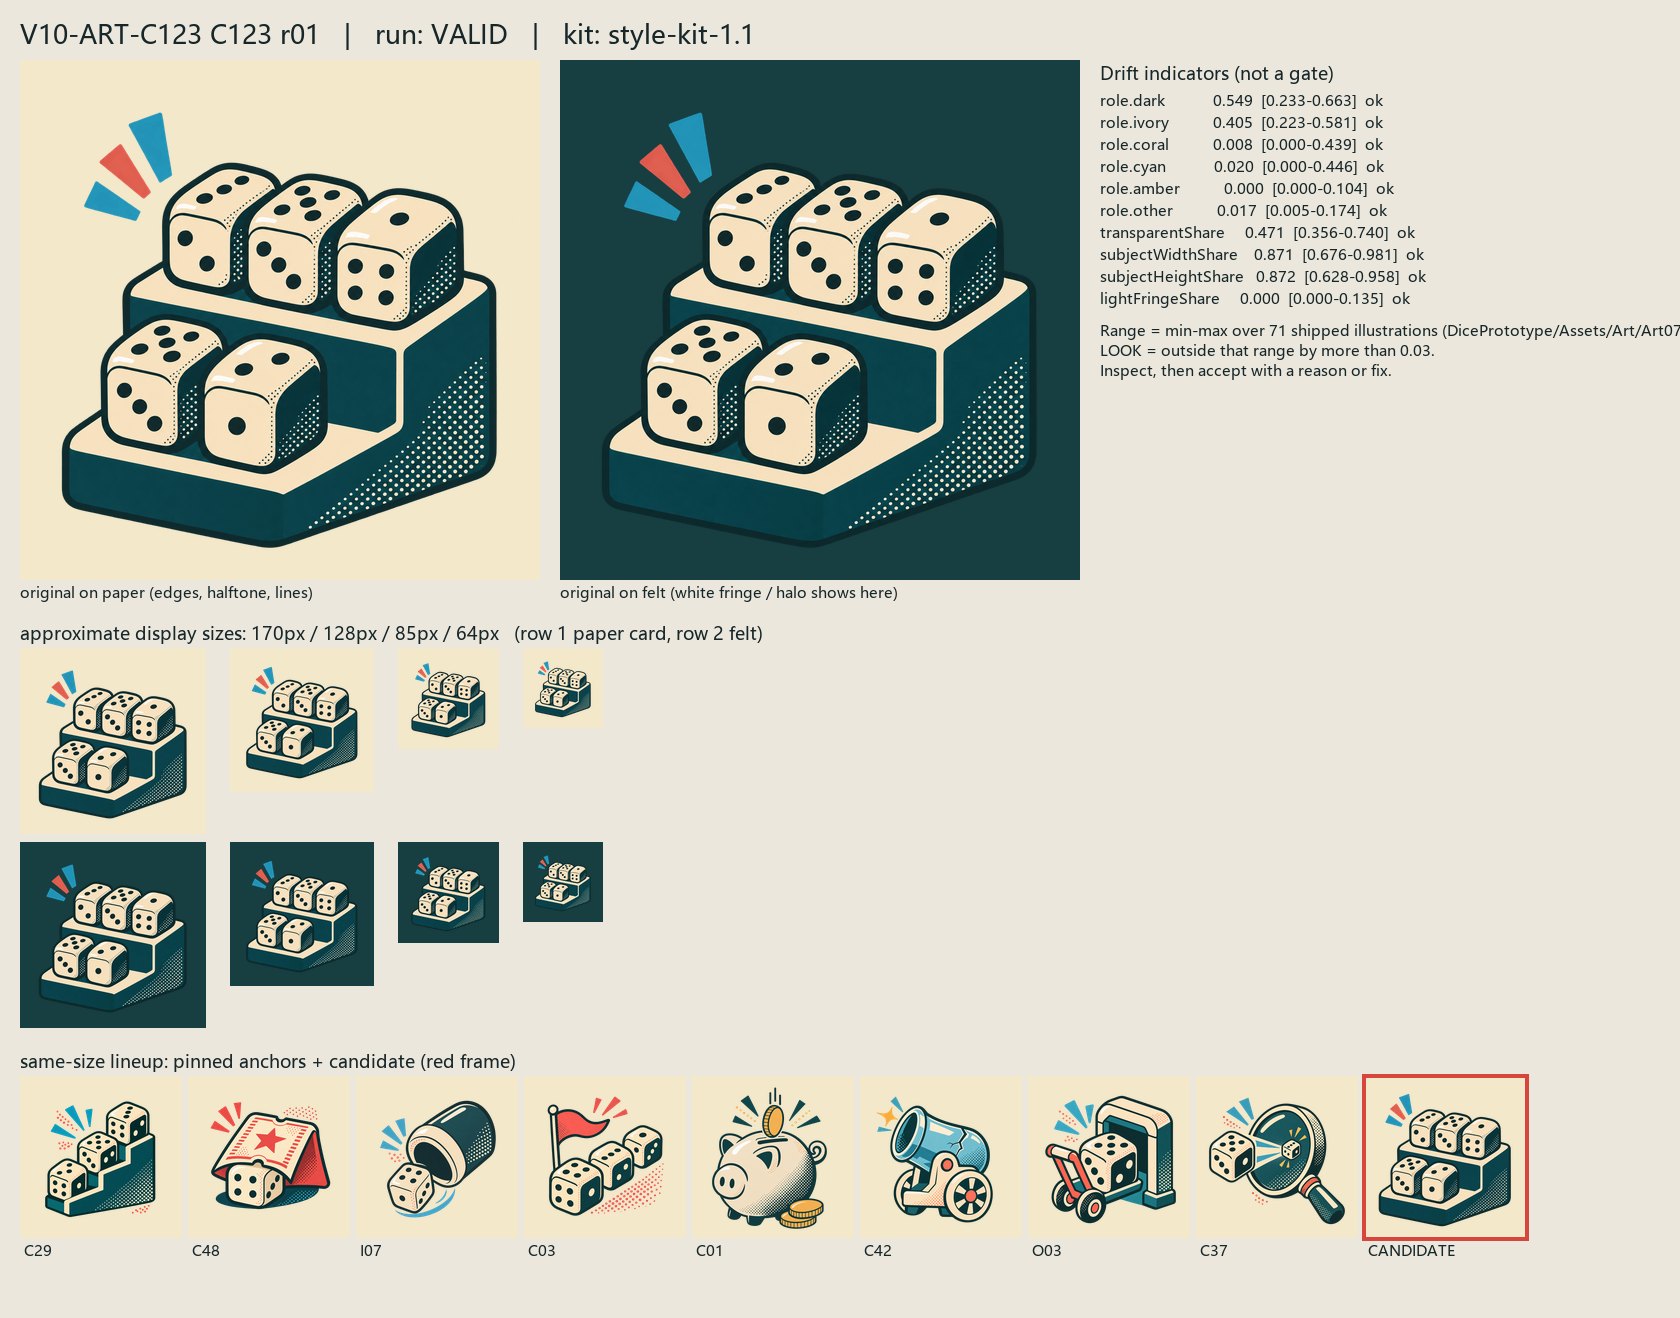 V10-ART-C123 C123 r01 | run: VALID | kit: style-kit-1.1
original on paper (edges, halftone, lines)
original on felt (white fringe / halo shows here)
Drift indicators (not a gate)
role.dark 0.549 [0.233-0.663] ok
role.ivory 0.405 [0.223-0.581] ok
role.coral 0.008 [0.000-0.439] ok
role.cyan 0.020 [0.000-0.446] ok
role.amber 0.000 [0.000-0.104] ok
role.other 0.017 [0.005-0.174] ok
transparentShare 0.471 [0.356-0.740] ok
subjectWidthShare 0.871 [0.676-0.981] ok
subjectHeightShare 0.872 [0.628-0.958] ok
lightFringeShare 0.000 [0.000-0.135] ok
Range = min-max over 71 shipped illustrations (DicePrototype/Assets/Art/Art07
LOOK = outside that range by more than 0.03.
Inspect, then accept with a reason or fix.
approximate display sizes: 170px / 128px / 85px / 64px (row 1 paper card, row 2 felt)
same-size lineup: pinned anchors + candidate (red frame)
C29
C48
I07
C03
C01
C42
O03
C37
CANDIDATE